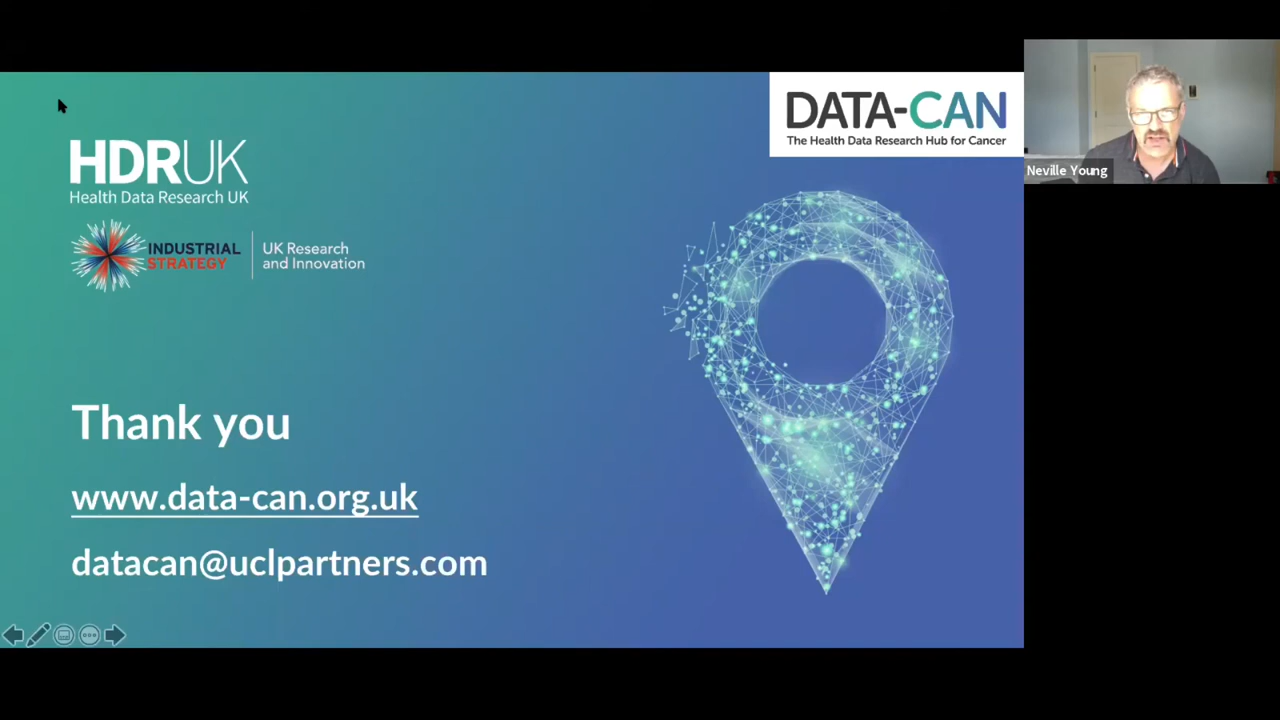 HDRUK
Health Data Research UK
INDUSTRIAL
STRATEGY
UK Research
and Innovation
DATA-CAN
The Health Data Research Hub for Cancer
Neville Young
Thank you
www.data-can.org.uk
datacan@uclpartners.com